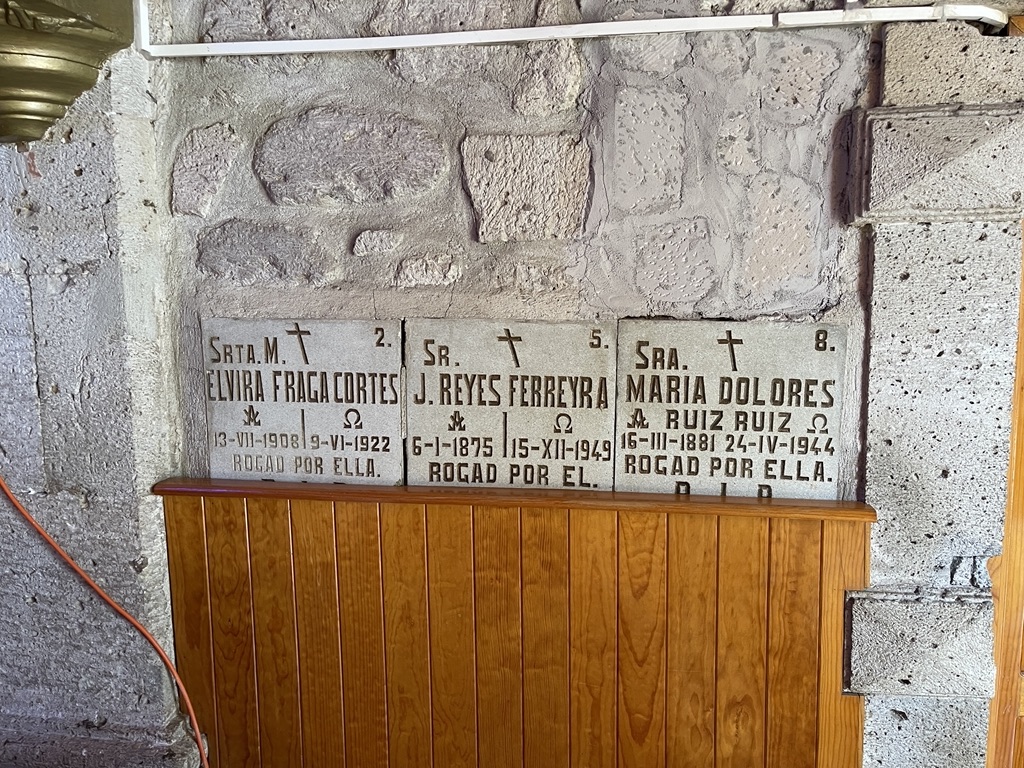 2.
SRTA. M.
ELVIRA FRAGA CORTES
A Ω
13-VII-1908 9-VI-1922
ROGAD POR ELLA.
5.
SR.
J. REYES FERREYRA
A Ω
6-I-1875 15-XII-1949
ROGAD POR EL.
8.
SRA.
MARIA DOLORES
A RUIZ RUIZ Ω
16-III-1881 24-IV-1944
ROGAD POR ELLA.